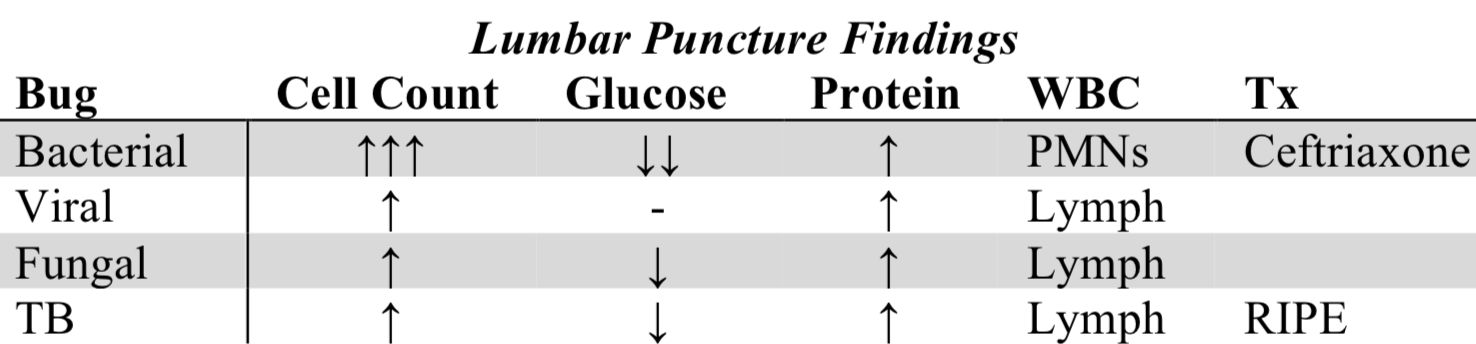 Lumbar Puncture Findings
Bug Cell Count Glucose Protein WBC Tx
Bacterial ↑↑↑ ↓↓ ↑ PMNs Ceftriaxone
Viral ↑ - ↑ Lymph
Fungal ↑ ↓ ↑ Lymph
TB ↑ ↓ ↑ Lymph RIPE